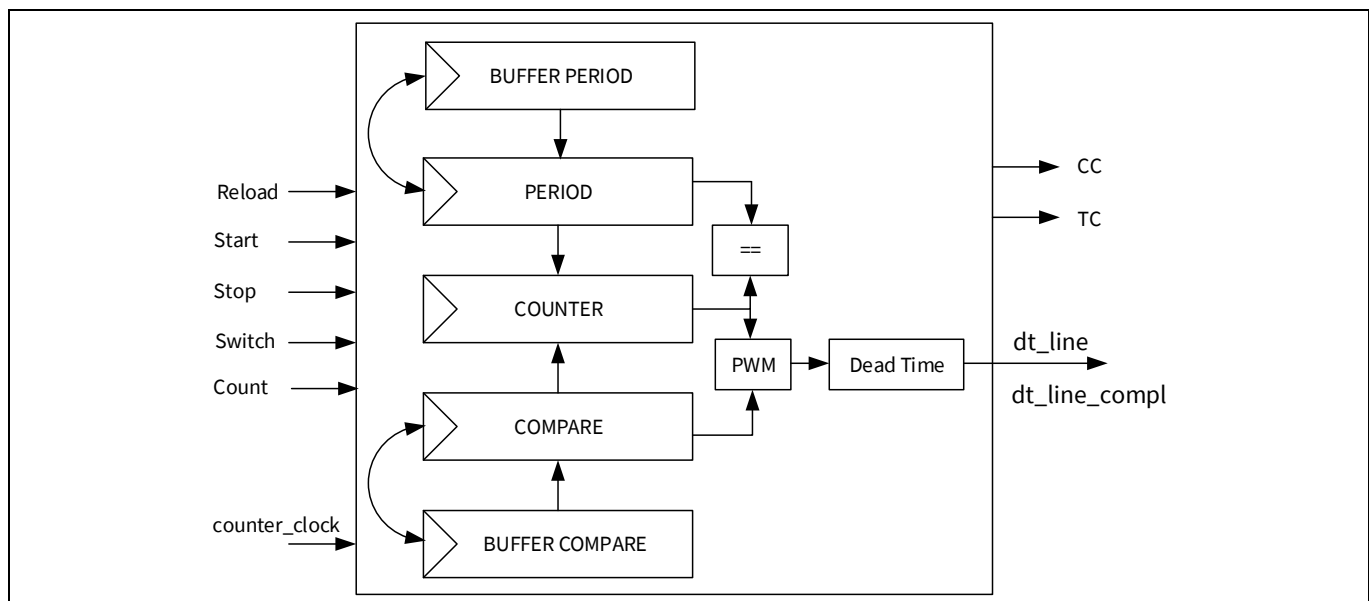 BUFFER PERIOD
PERIOD
==
COUNTER
PWM
Dead Time
COMPARE
BUFFER COMPARE
Reload
Start
Stop
Switch
Count
counter_clock
CC
TC
dt_line
dt_line_compl